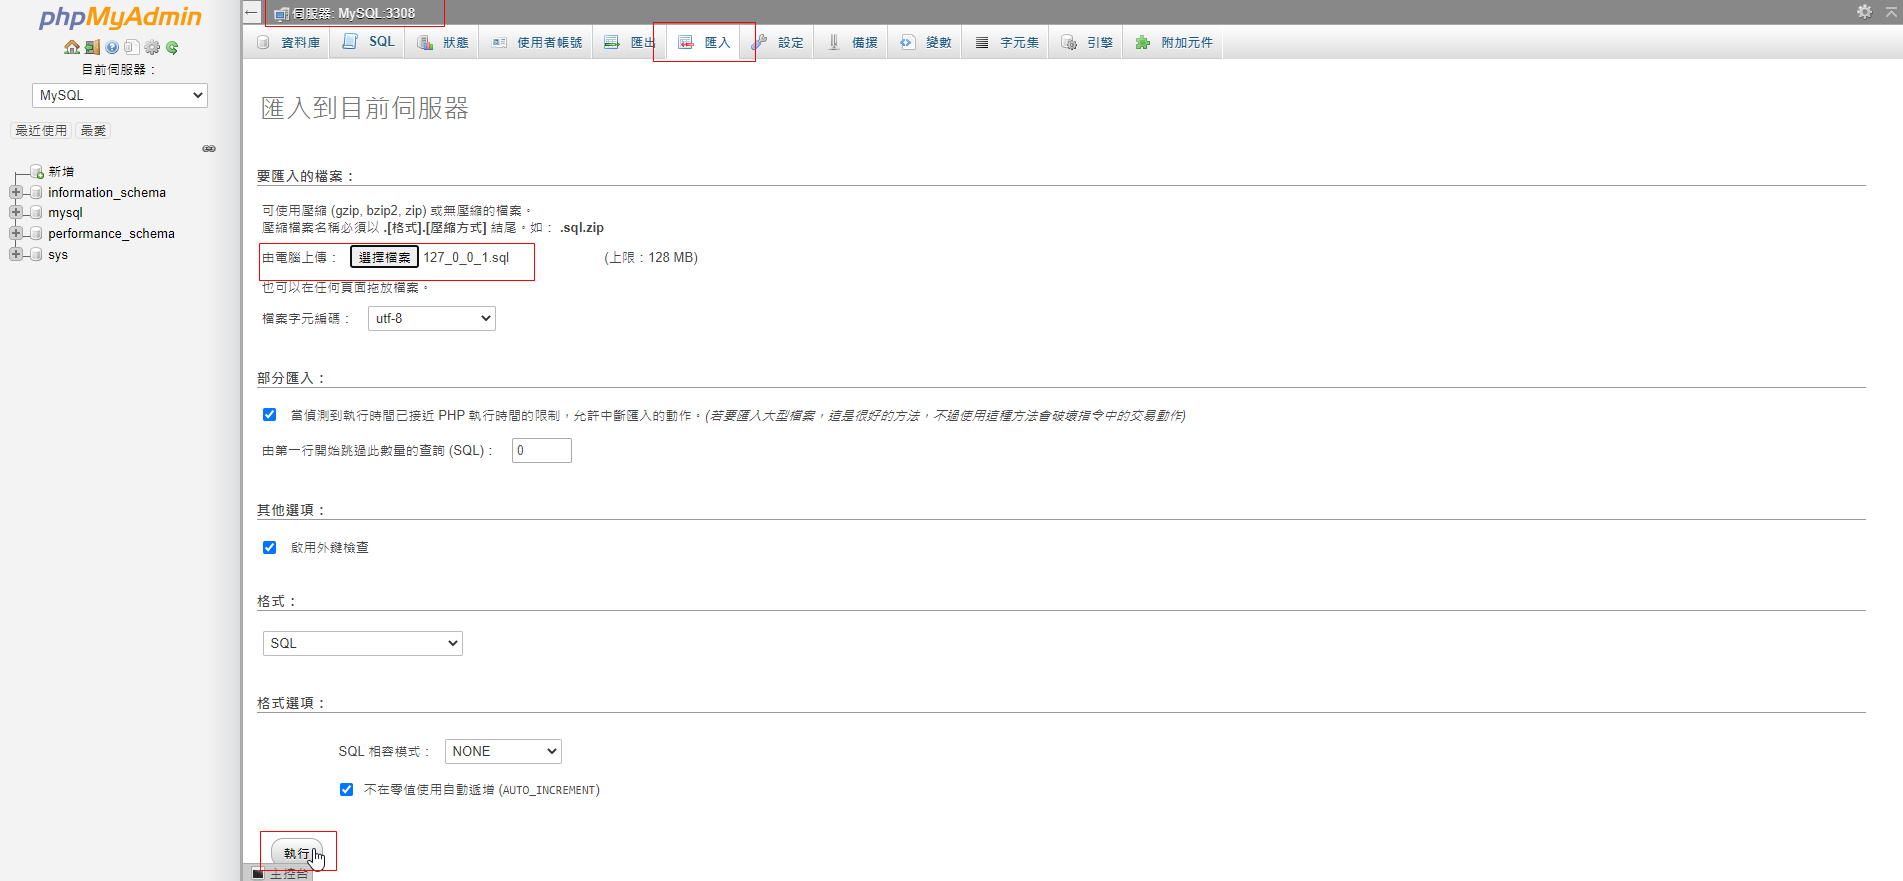 phpMyAdmin
目前伺服器：
MySQL
最近使用 最愛
新增
information_schema
mysql
performance_schema
sys
伺服器: MySQL:3308
資料庫 SQL 狀態 使用者帳號 匯出 匯入 設定 備援 變數 字元集 引擎 附加元件
匯入到目前伺服器
要匯入的檔案：
可使用壓縮 (gzip, bzip2, zip) 或無壓縮的檔案。
壓縮檔案名稱必須以 .[格式].[壓縮方式] 結尾。如： .sql.zip
由電腦上傳： 選擇檔案 127_0_0_1.sql (上限：128 MB)
也可以在任何頁面拖放檔案。
檔案字元編碼： utf-8
部分匯入：
當偵測到執行時間已接近 PHP 執行時間的限制，允許中斷匯入的動作。(若要匯入大型檔案，這是很好的方法，不過使用這種方法會破壞指令中的交易動作)
由第一行開始跳過此數量的查詢 (SQL)： 0
其他選項：
啟用外鍵檢查
格式：
SQL
格式選項：
SQL 相容模式： NONE
不在零值使用自動遞增 (AUTO_INCREMENT)
執行
主控台